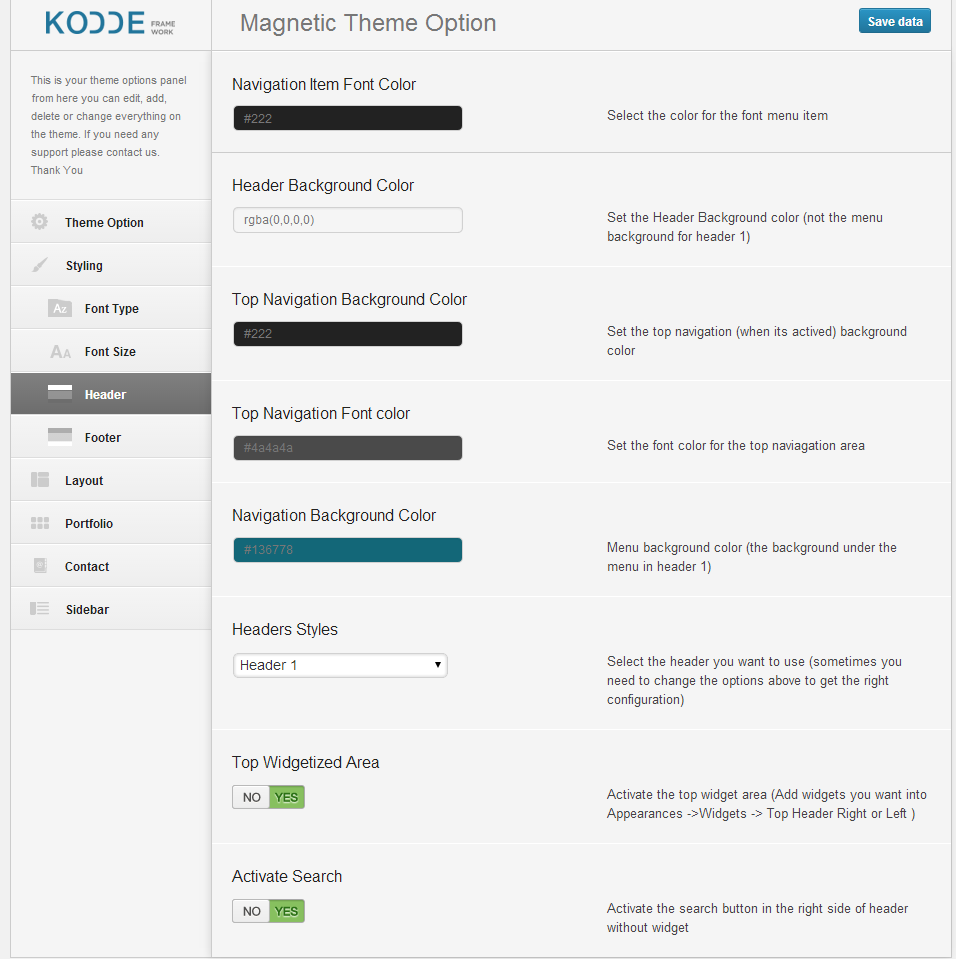 KODDE FRAME
WORK
Magnetic Theme Option
Save data
This is your theme options panel
from here you can edit, add,
delete or change everything on
the theme. If you need any
support please contact us.
Thank You
Theme Option
Styling
Az
Font Type
AA
Font Size
Header
Footer
Layout
Portfolio
Contact
Sidebar
Navigation Item Font Color
#222
Select the color for the font menu item
Header Background Color
rgba(0,0,0,0)
Set the Header Background color (not the menu
background for header 1)
Top Navigation Background Color
#222
Set the top navigation (when its actived) background
color
Top Navigation Font color
#4a4a4a
Set the font color for the top naviagation area
Navigation Background Color
#136778
Menu background color (the background under the
menu in header 1)
Headers Styles
Header 1
Select the header you want to use (sometimes you
need to change the options above to get the right
configuration)
Top Widgetized Area
NO YES
Activate the top widget area (Add widgets you want into
Appearances ->Widgets -> Top Header Right or Left )
Activate Search
NO YES
Activate the search button in the right side of header
without widget